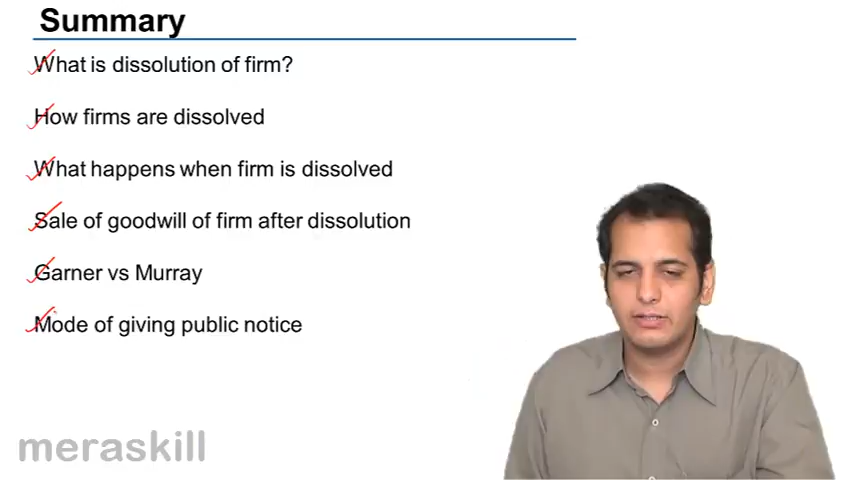 Summary
What is dissolution of firm?
How firms are dissolved
What happens when firm is dissolved
Sale of goodwill of firm after dissolution
Garner vs Murray
Mode of giving public notice
meraskill